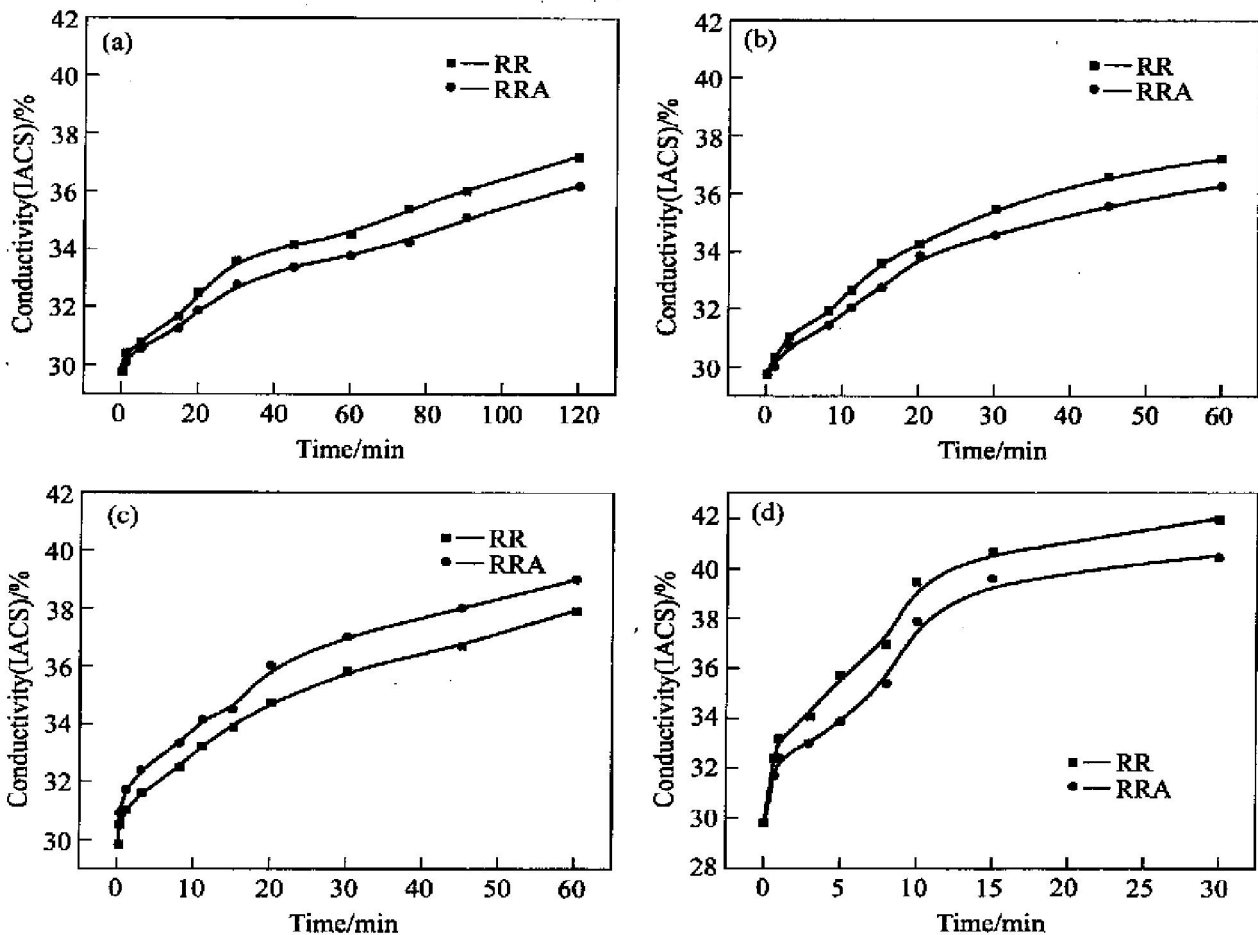 (a)
RR
RRA
42
40
38
36
34
32
30
0 20 40 60 80 100 120
Time/min
Conductivity(IACS)/%
(b)
RR
RRA
42
40
38
36
34
32
30
0 10 20 30 40 50 60
Time/min
Conductivity(IACS)/%
(c)
RR
RRA
42
40
38
36
34
32
30
0 10 20 30 40 50 60
Time/min
Conductivity(IACS)/%
(d)
RR
RRA
42
40
38
36
34
32
30
28
0 5 10 15 20 25 30
Time/min
Conductivity(IACS)/%